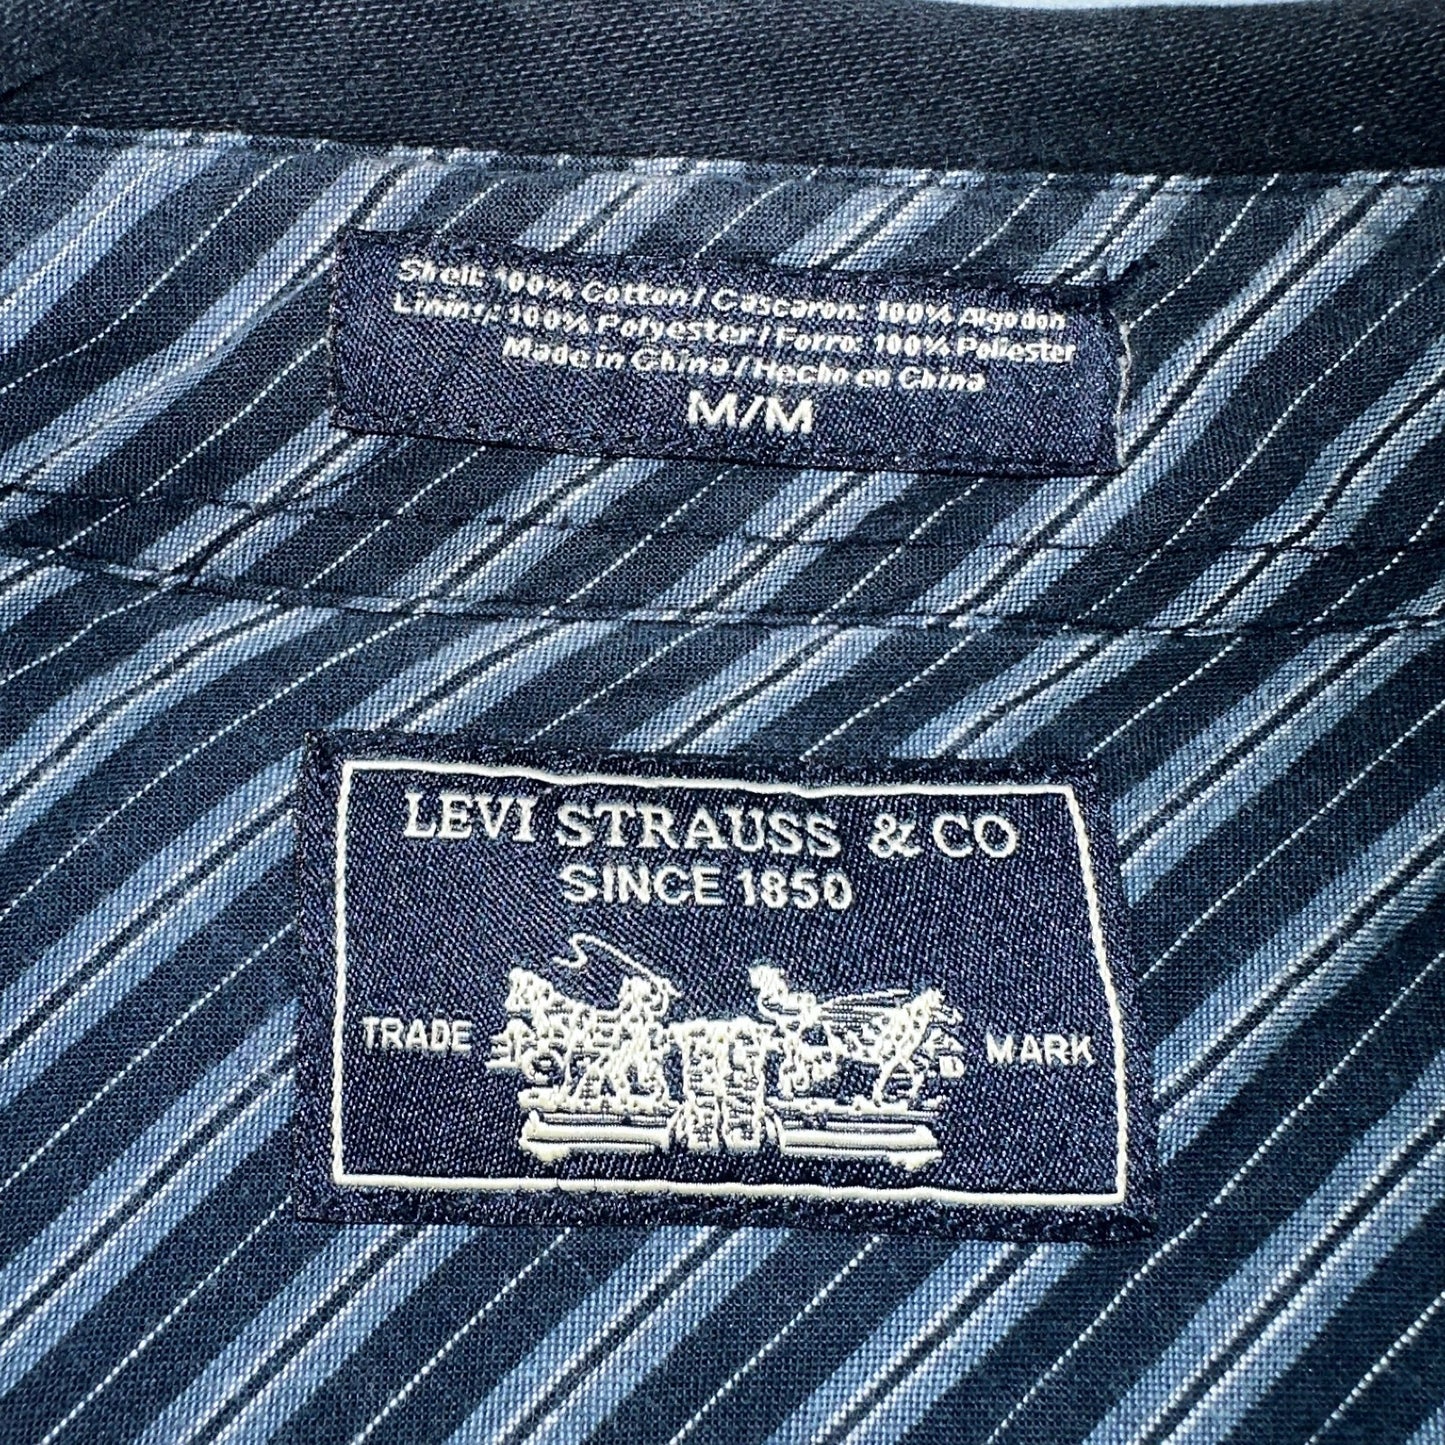 Shell: 100% Cotton / Cascaron: 100% Algodon
Lining: 100% Polyester / Forro: 100% Poliester
Made in China / Hecho en China
M/M
LEVI STRAUSS & CO
SINCE 1850
TRADE MARK